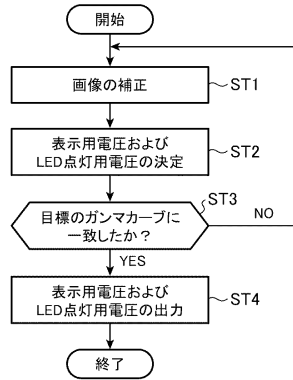 開始
画像の補正
ST1
表示用電圧および
LED点灯用電圧の決定
ST2
目標のガンマカーブに
一致したか？
ST3
NO
YES
表示用電圧および
LED点灯用電圧の出力
ST4
終了